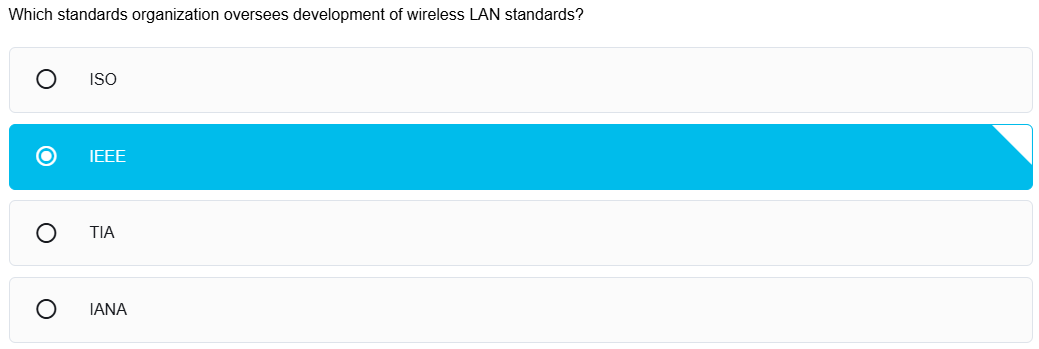 Which standards organization oversees development of wireless LAN standards?
ISO
IEEE
TIA
IANA